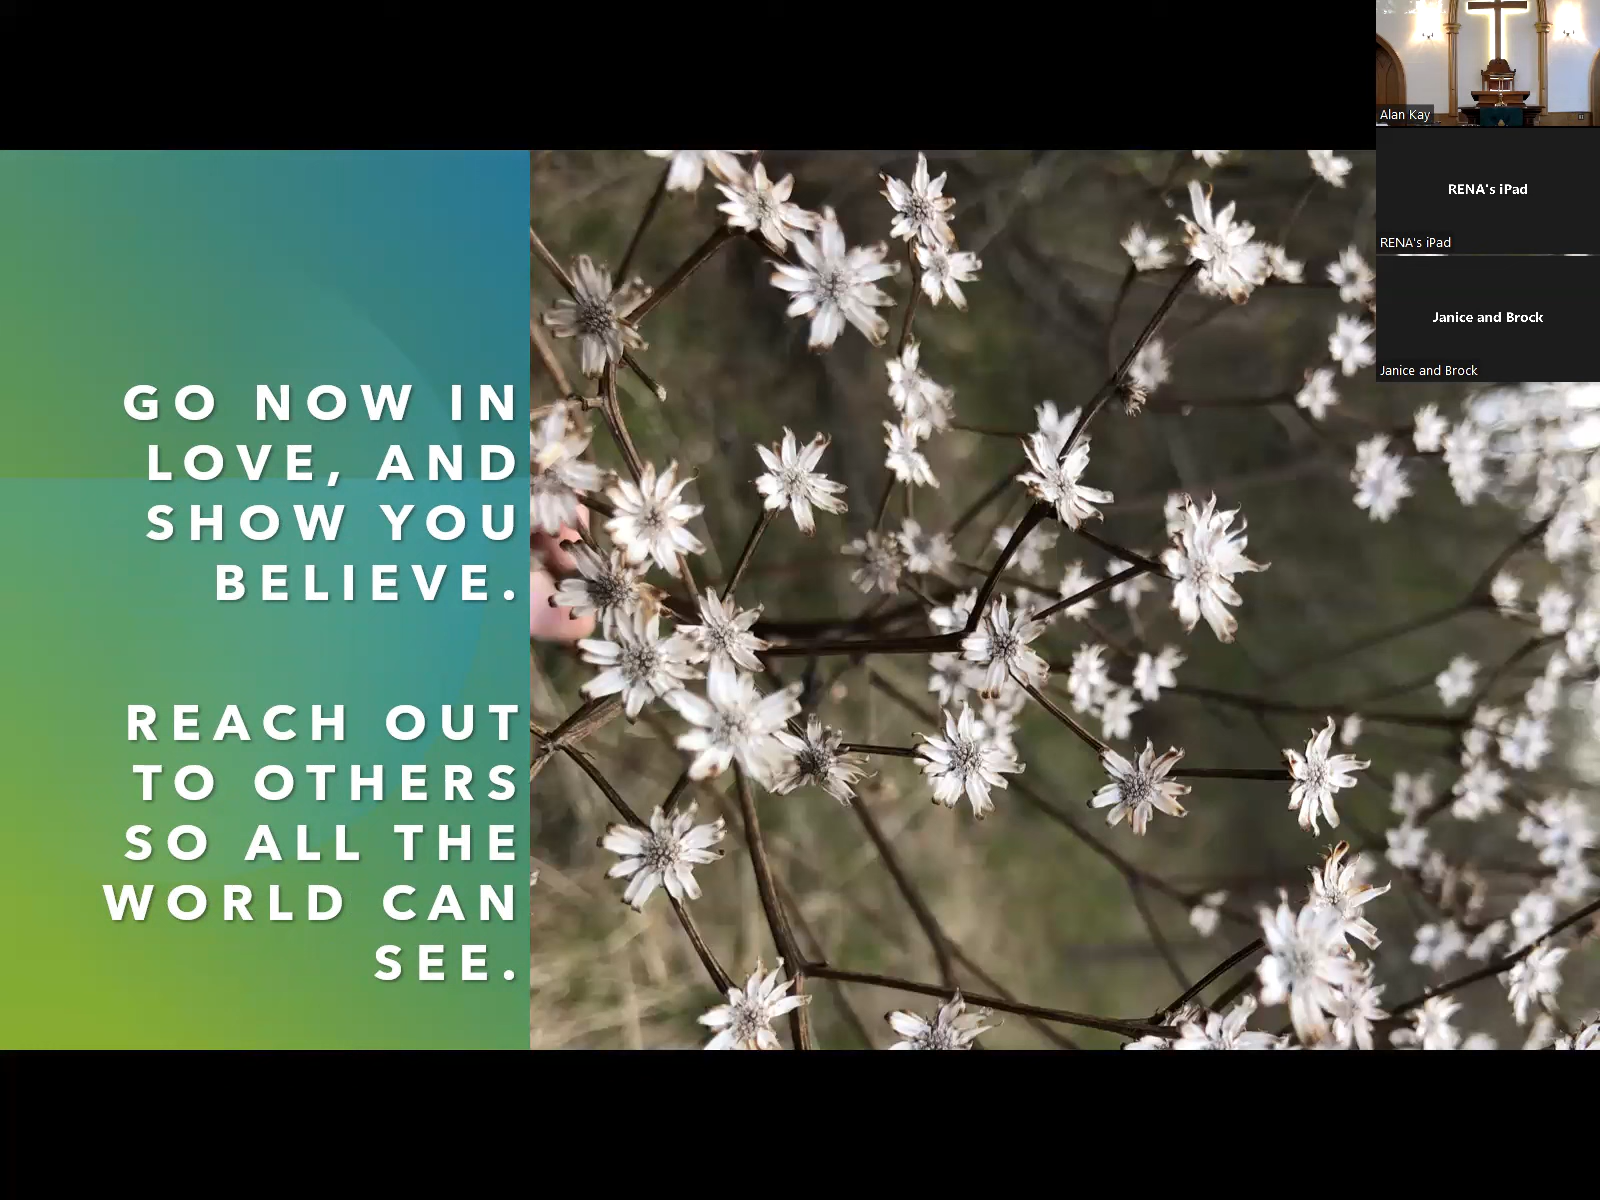 GO NOW IN
LOVE, AND
SHOW YOU
BELIEVE.
REACH OUT
TO OTHERS
SO ALL THE
WORLD CAN
SEE.
Alan Kay
RENA's iPad
RENA's iPad
Janice and Brock
Janice and Brock